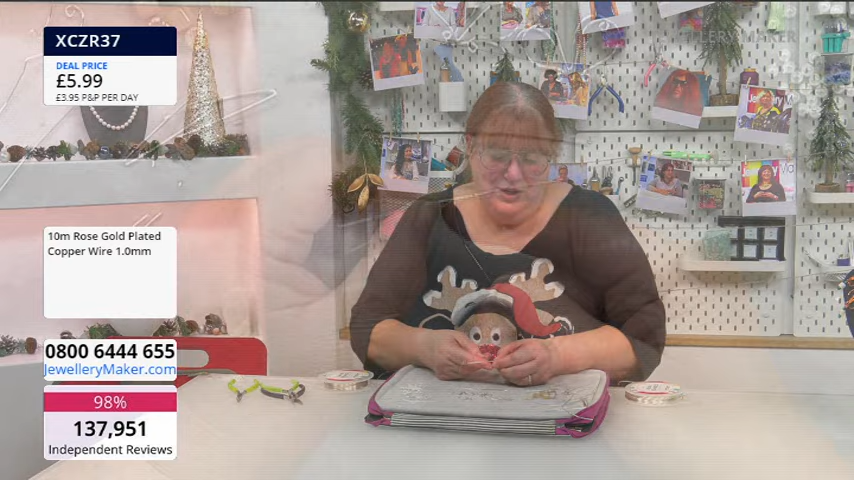 XCZR37
DEAL PRICE
£5.99
£3.95 P&P PER DAY
10m Rose Gold Plated
Copper Wire 1.0mm
0800 6444 655
JewelleryMaker.com
98%
137,951
Independent Reviews